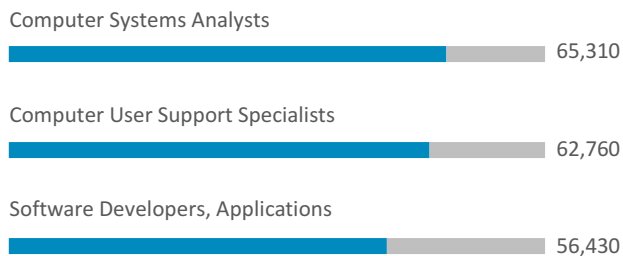 Computer Systems Analysts
65,310
Computer User Support Specialists
62,760
Software Developers, Applications
56,430